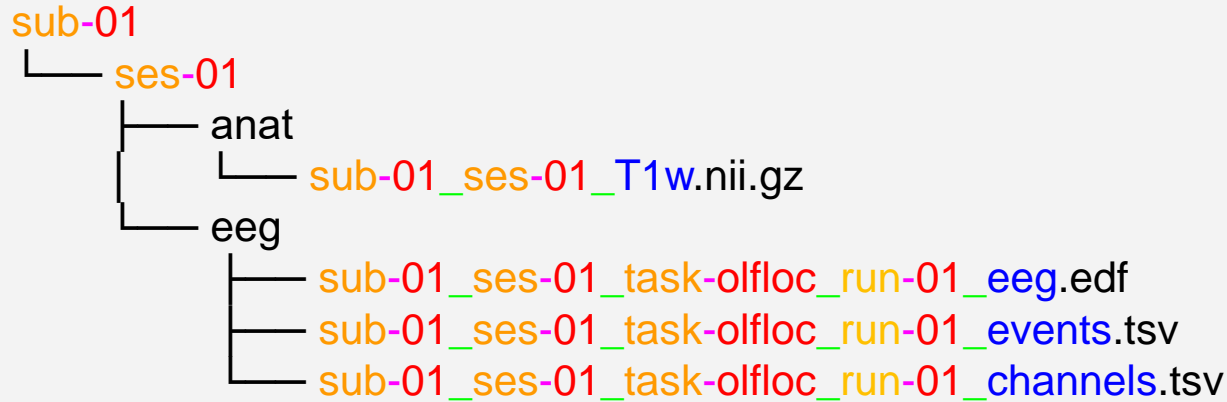 sub-01
ses-01
anat
sub-01_ses-01_T1w.nii.gz
eeg
sub-01_ses-01_task-olfloc_run-01_eeg.edf
sub-01_ses-01_task-olfloc_run-01_events.tsv
sub-01_ses-01_task-olfloc_run-01_channels.tsv